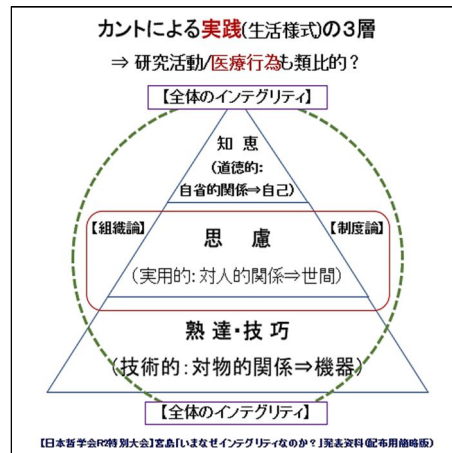 カントによる実践(生活様式)の3層
⇒ 研究活動/医療行為も類比的？
【全体のインテグリティ】
知 恵
(道徳的：
自省的関係⇒自己)
【組織論】 思 慮 【制度論】
(実用的：対人的関係⇒世間)
熟達・技巧
(技術的：対物的関係⇒機器)
【全体のインテグリティ】
【日本哲学会R2特別大会】宮島「いまなぜインテグリティなのか？」発表資料(配布用簡略版)